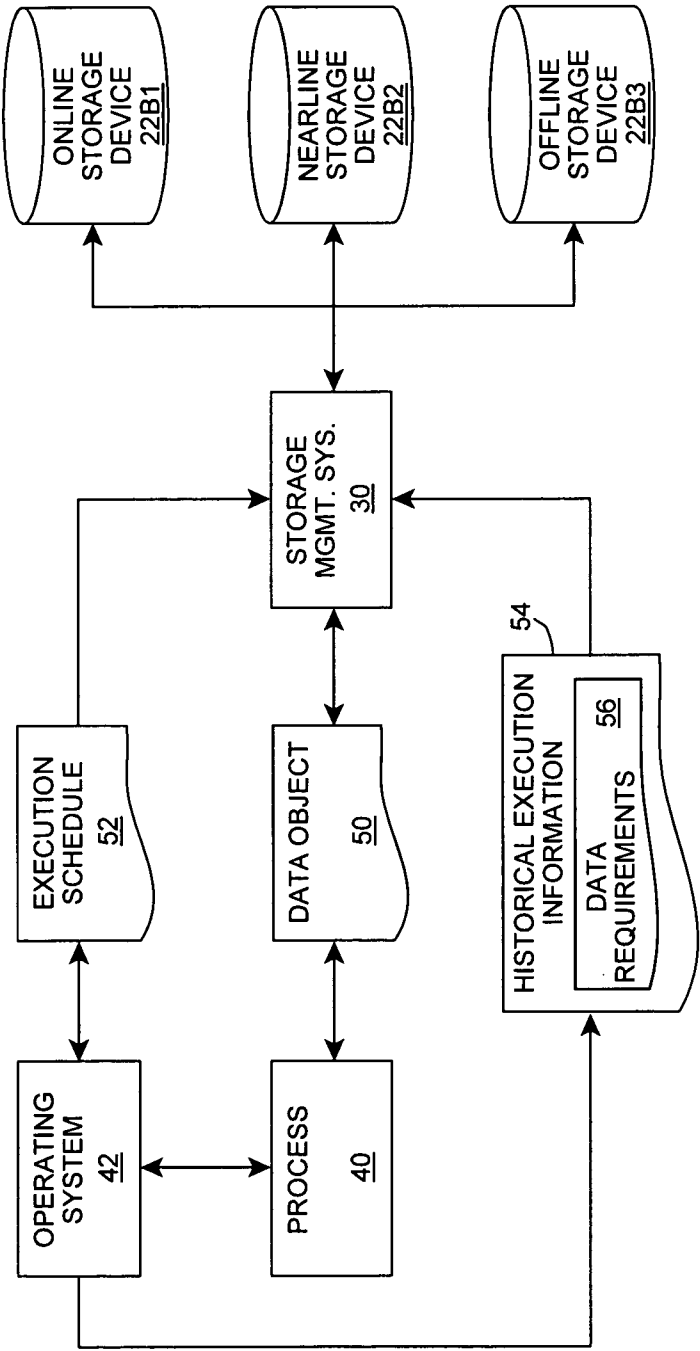 OPERATING
SYSTEM
42
EXECUTION
SCHEDULE
52
PROCESS
40
DATA OBJECT
50
STORAGE
MGMT. SYS.
30
ONLINE
STORAGE
DEVICE
22B1
NEARLINE
STORAGE
DEVICE
22B2
OFFLINE
STORAGE
DEVICE
22B3
54
HISTORICAL EXECUTION
INFORMATION
DATA
REQUIREMENTS
56